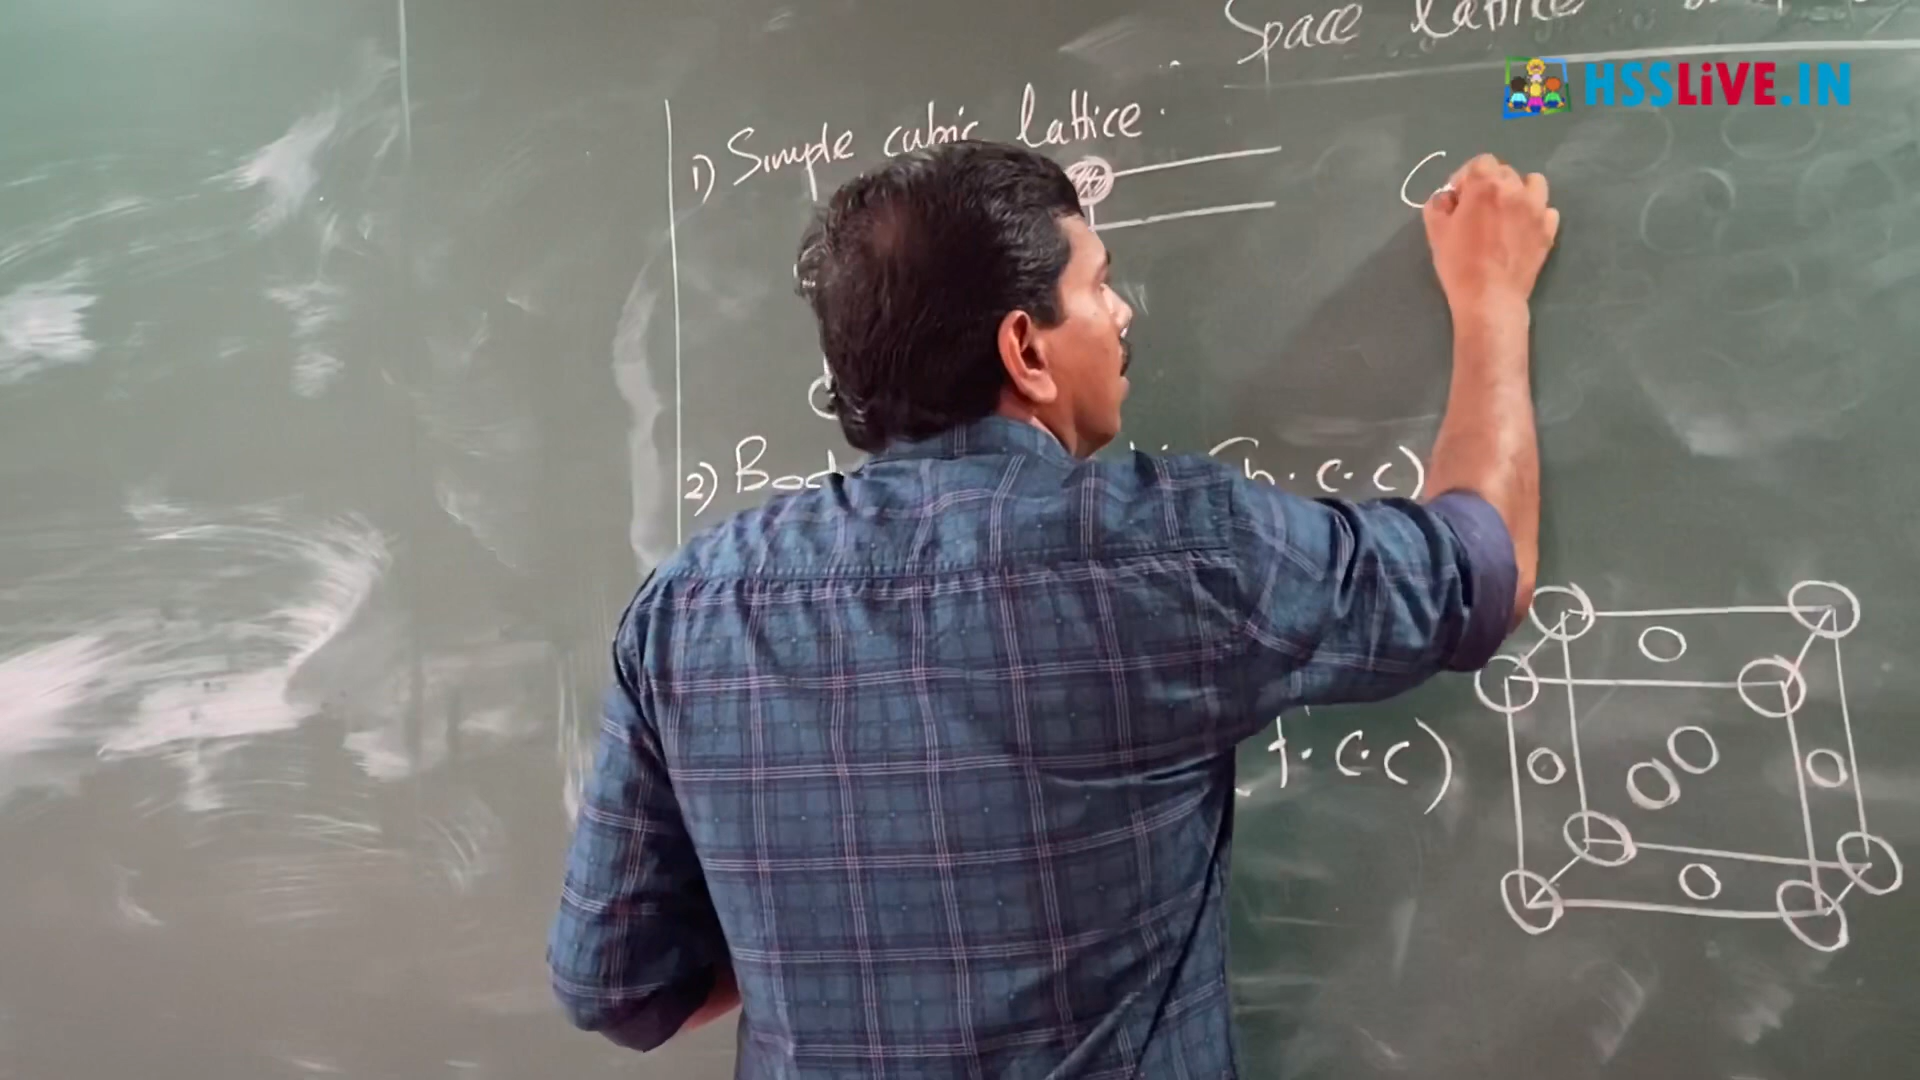 Space lattice
HSSLiVE.IN
1) Simple cubic lattice.
2) Bod (b.c.c)
f.c.c)